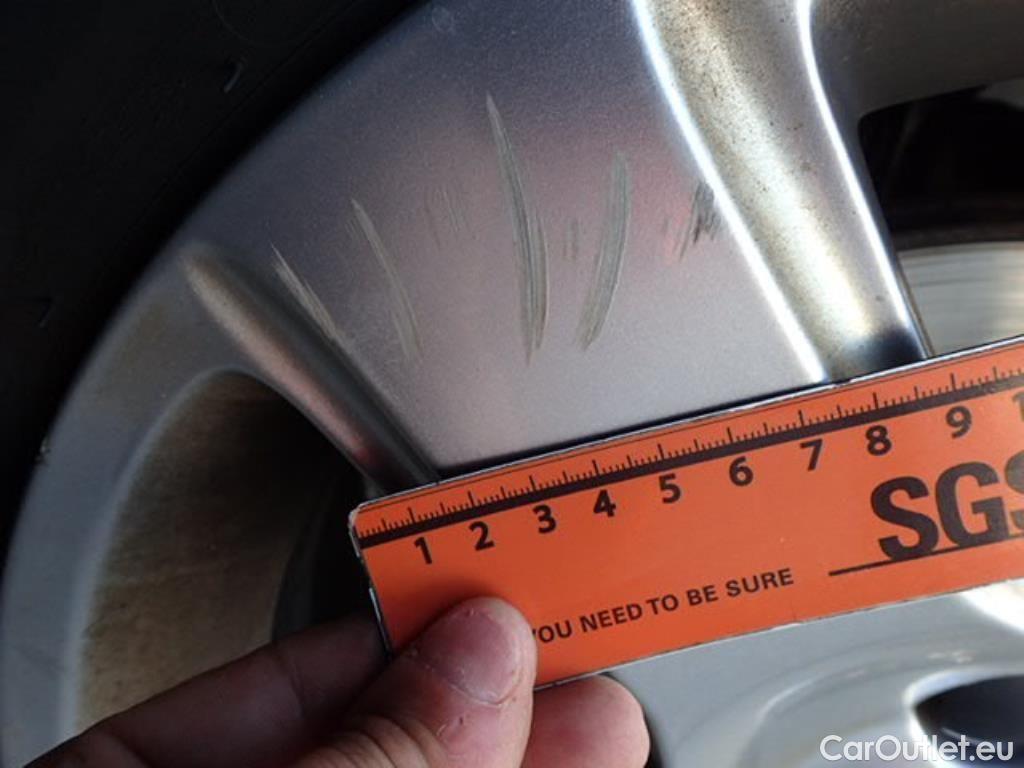 1 2 3 4 5 6 7 8 9
SGS
YOU NEED TO BE SURE
CarOutlet.eu